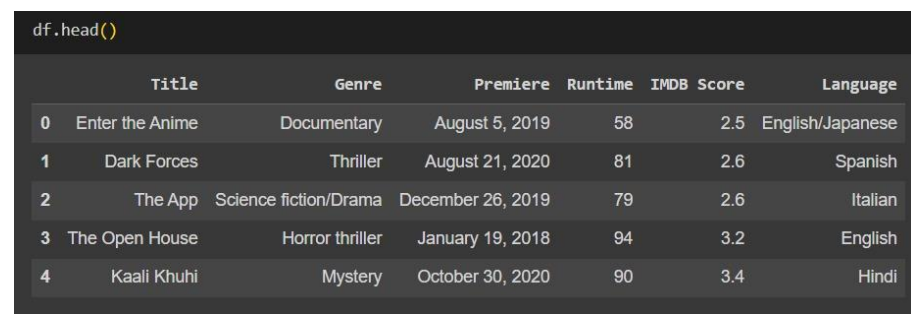 df.head()
Title Genre Premiere Runtime IMDB Score Language
0 Enter the Anime Documentary August 5, 2019 58 2.5 English/Japanese
1 Dark Forces Thriller August 21, 2020 81 2.6 Spanish
2 The App Science fiction/Drama December 26, 2019 79 2.6 Italian
3 The Open House Horror thriller January 19, 2018 94 3.2 English
4 Kaali Khuhi Mystery October 30, 2020 90 3.4 Hindi